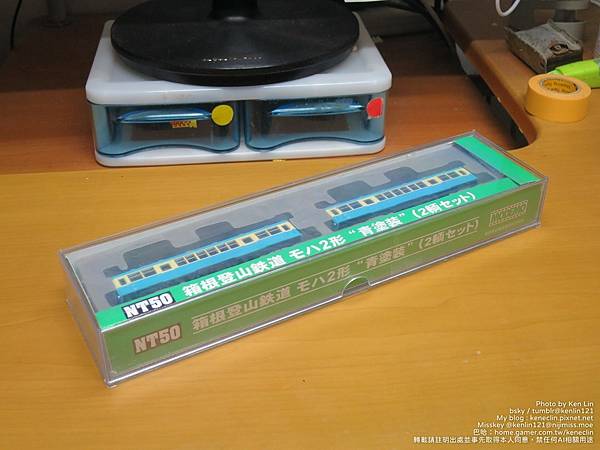 NT50 箱根登山鉄道 モハ2形 “青塗装” (2輌セット)
NT50 箱根登山鉄道 モハ2形 “青塗装” (2輌セット)
Photo by Ken Lin
bsky / tumblr@kenlin121
My blog : keneclin.pixnet.net
Misskey @kenlin121@nijimiss.moe
巴哈：home.gamer.com.tw/keneclin
轉載請註明出處並事先取得本人同意，禁任何AI相關用途